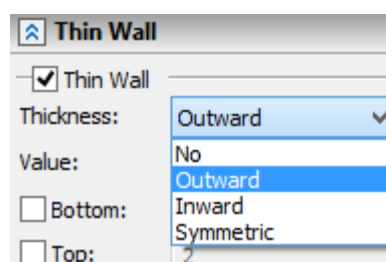 Thin Wall
Thin Wall
Thickness: Outward
Value: No
Outward
Bottom: Inward
Symmetric
Top: 2